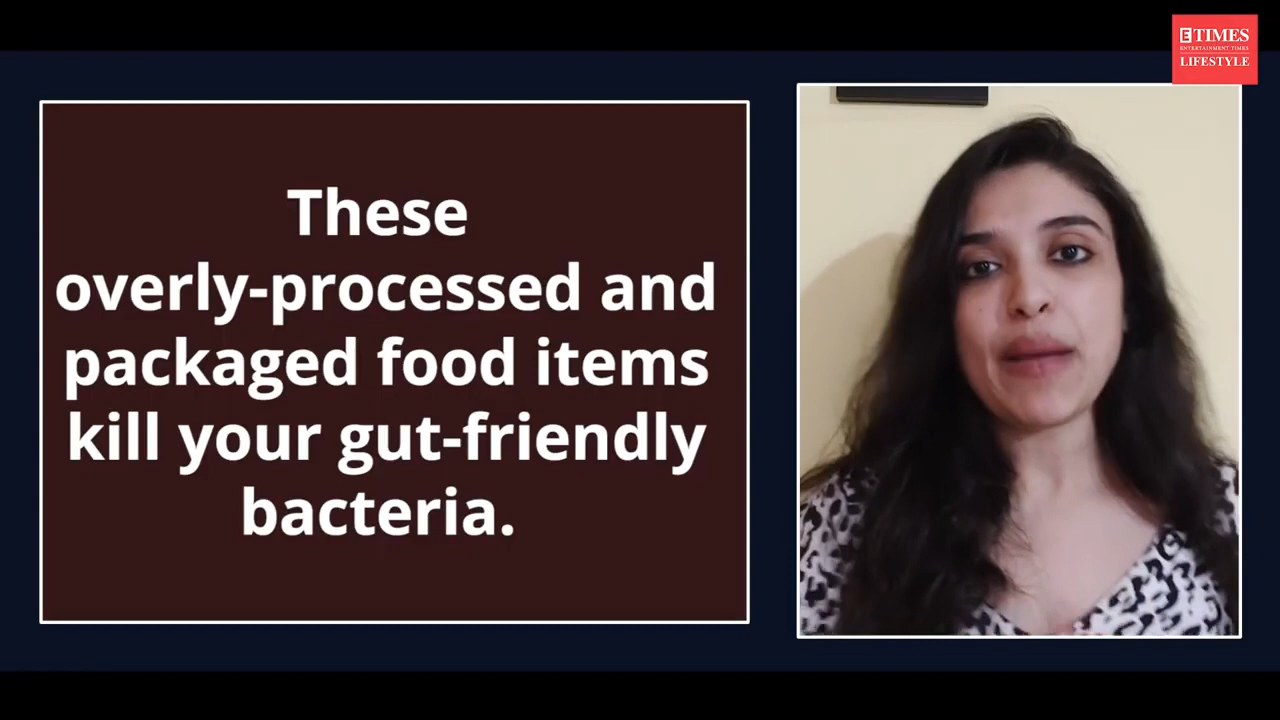 These
overly-processed and
packaged food items
kill your gut-friendly
bacteria.
ETIMES
ENTERTAINMENT TIMES
LIFESTYLE